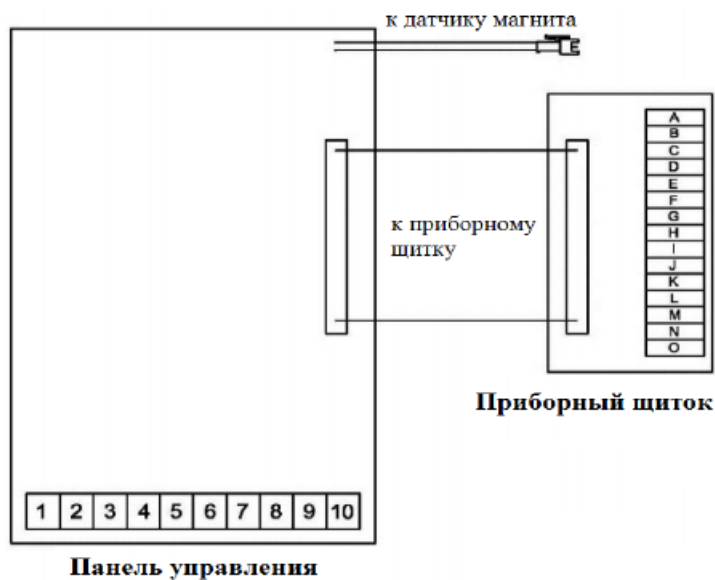 к датчику магнита
A
B
C
D
E
F
G
H
I
J
K
L
M
N
O
к приборному
щитку
Приборный щиток
1 2 3 4 5 6 7 8 9 10
Панель управления